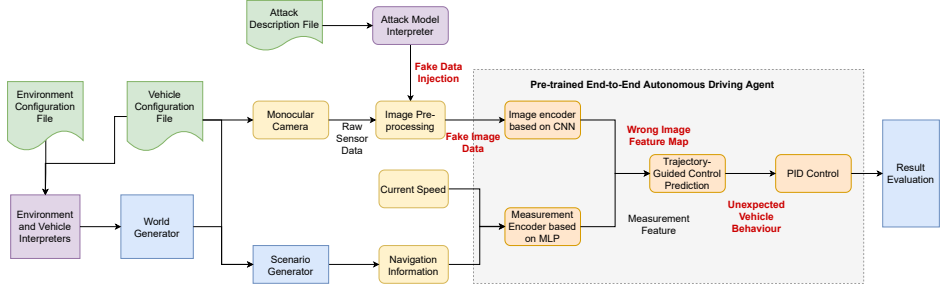 Attack
Description File
Attack Model
Interpreter
Fake Data
Injection
Pre-trained End-to-End Autonomous Driving Agent
Environment
Configuration
File
Vehicle
Configuration
File
Monocular
Camera
Raw
Sensor
Data
Image Pre-
processing
Fake Image
Data
Image encoder
based on CNN
Wrong Image
Feature Map
Trajectory-
Guided Control
Prediction
PID Control
Result
Evaluation
Current Speed
Measurement
Encoder based
on MLP
Measurement
Feature
Unexpected
Vehicle
Behaviour
Environment
and Vehicle
Interpreters
World
Generator
Scenario
Generator
Navigation
Information